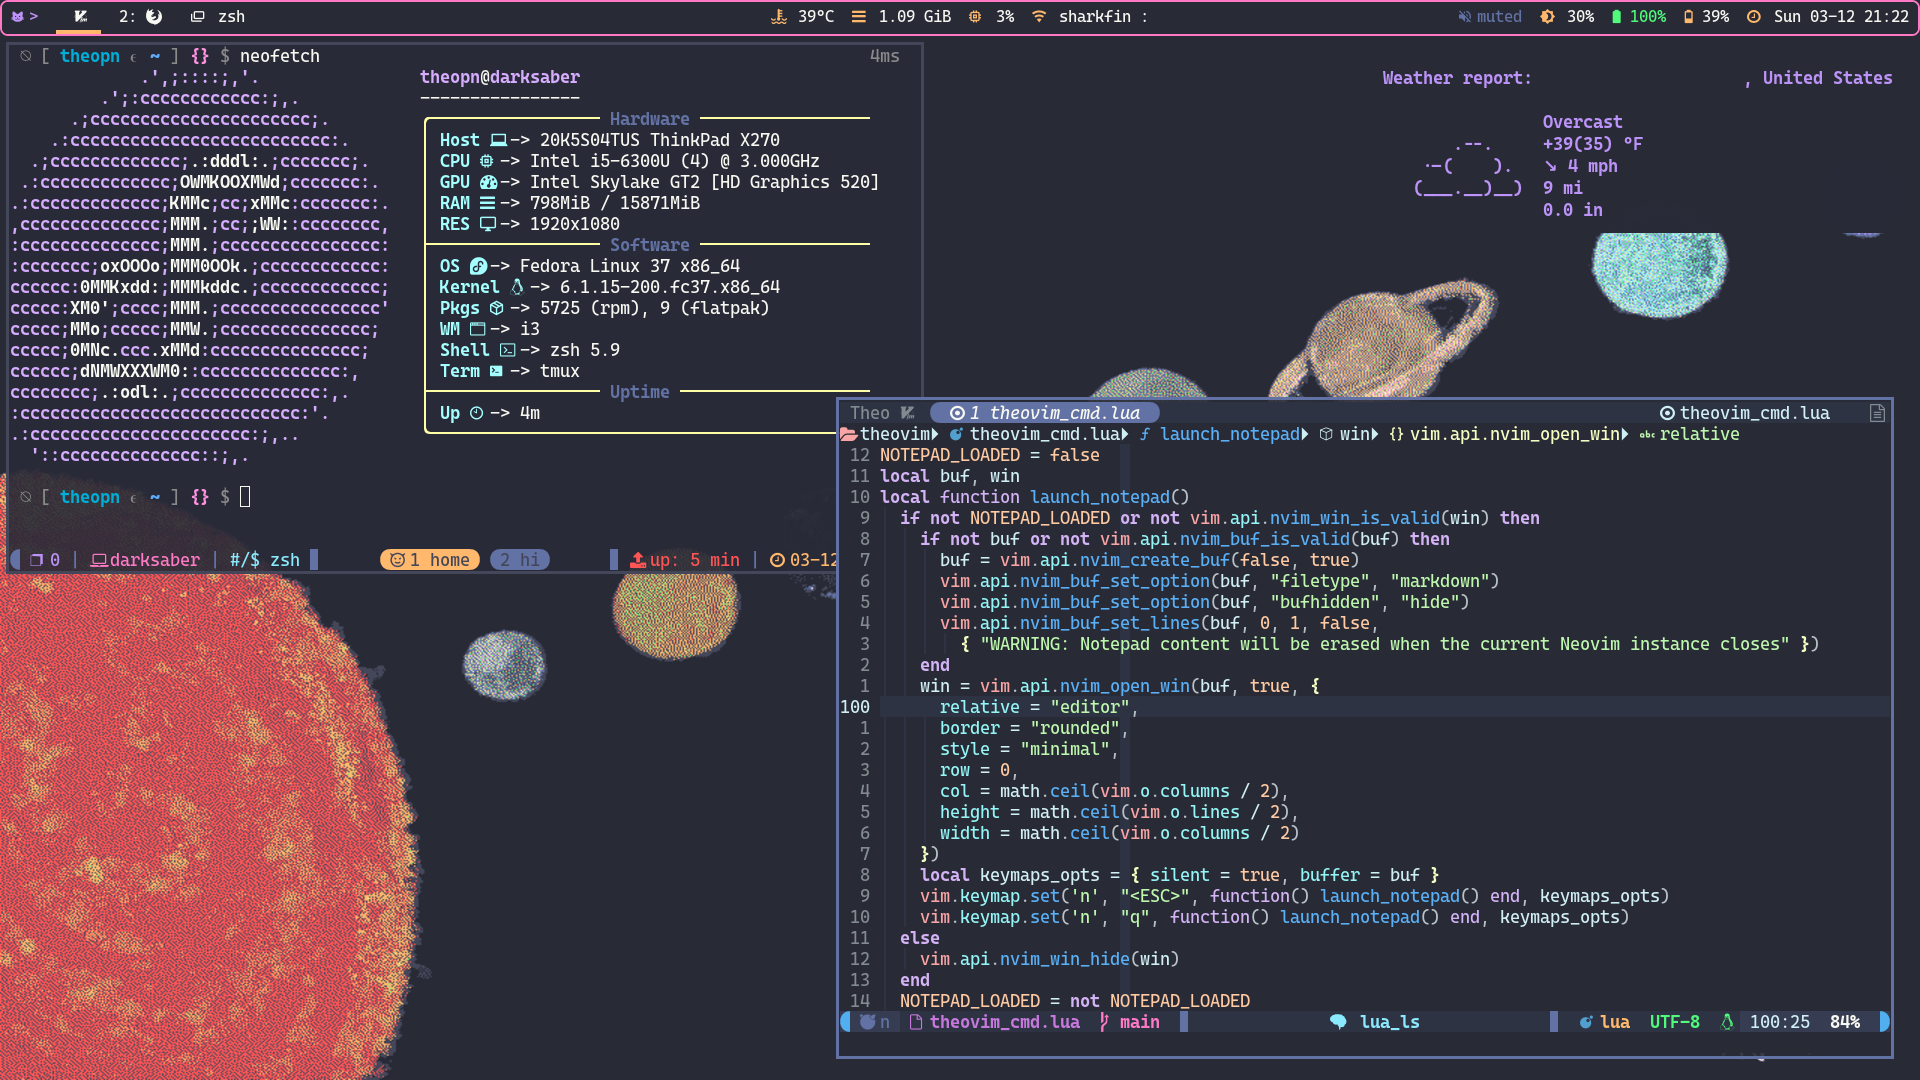 > 2: zsh 39°C 1.09 GiB 3% sharkfin : muted 30% 100% 39% Sun 03-12 21:22
[ theopn ϵ ~ ] {} $ neofetch 4ms
.',;::::;,'.
.';:cccccccccccc:;,.
.;cccccccccccccccccccccc;.
.:cccccccccccccccccccccccccc:.
.;ccccccccccccc;.:dddl:.;ccccccc;.
.:ccccccccccccc;OWMKOOXMWd;ccccccc:.
.:ccccccccccccc;KMMc;cc;xMMc:ccccccc:.
,cccccccccccccc;MMM.;cc;;WW::cccccccc,
:cccccccccccccc;MMM.;cccccccccccccccc:
:ccccccc;oxOOOo;MMM0OOk.;cccccccccccc:
cccccc:0MMKxdd:;MMMkddc.;cccccccccccc;
ccccc:XM0';cccc;MMM.;cccccccccccccccc'
ccccc;MMo;ccccc;MMW.;ccccccccccccccc;
ccccc;0MNc.ccc.xMMd:ccccccccccccccc;
cccccc;dNMWXXXWM0::cccccccccccccc:,
cccccccc;.:odl:.;cccccccccccccc:,.
:cccccccccccccccccccccccccccc:'.
.:cccccccccccccccccccccc:;,..
'::cccccccccccccc::;,.
theopn@darksaber
----------------
Hardware
Host -> 20K5S04TUS ThinkPad X270
CPU -> Intel i5-6300U (4) @ 3.000GHz
GPU -> Intel Skylake GT2 [HD Graphics 520]
RAM -> 798MiB / 15871MiB
RES -> 1920x1080
Software
OS -> Fedora Linux 37 x86_64
Kernel -> 6.1.15-200.fc37.x86_64
Pkgs -> 5725 (rpm), 9 (flatpak)
WM -> i3
Shell -> zsh 5.9
Term -> tmux
Uptime
Up -> 4m
[ theopn ϵ ~ ] {} $
0 | darksaber | #/$ zsh 1 home 2 hi up: 5 min | 03-12
Weather report: , United States
Overcast
.--. +39(35) °F
.-( ). ↘ 4 mph
(___.__)__) 9 mi
0.0 in
Theo 1 theovim_cmd.lua theovim_cmd.lua
theovim theovim_cmd.lua launch_notepad win {} vim.api.nvim_open_win abc relative
12 NOTEPAD_LOADED = false
11 local buf, win
10 local function launch_notepad()
9 if not NOTEPAD_LOADED or not vim.api.nvim_win_is_valid(win) then
8 if not buf or not vim.api.nvim_buf_is_valid(buf) then
7 buf = vim.api.nvim_create_buf(false, true)
6 vim.api.nvim_buf_set_option(buf, "filetype", "markdown")
5 vim.api.nvim_buf_set_option(buf, "bufhidden", "hide")
4 vim.api.nvim_buf_set_lines(buf, 0, 1, false,
3 { "WARNING: Notepad content will be erased when the current Neovim instance closes" })
2 end
1 win = vim.api.nvim_open_win(buf, true, {
100 relative = "editor",
1 border = "rounded",
2 style = "minimal",
3 row = 0,
4 col = math.ceil(vim.o.columns / 2),
5 height = math.ceil(vim.o.lines / 2),
6 width = math.ceil(vim.o.columns / 2)
7 })
8 local keymaps_opts = { silent = true, buffer = buf }
9 vim.keymap.set('n', "<ESC>", function() launch_notepad() end, keymaps_opts)
10 vim.keymap.set('n', "q", function() launch_notepad() end, keymaps_opts)
11 else
12 vim.api.nvim_win_hide(win)
13 end
14 NOTEPAD_LOADED = not NOTEPAD_LOADED
n theovim_cmd.lua main lua_ls lua UTF-8 100:25 84%